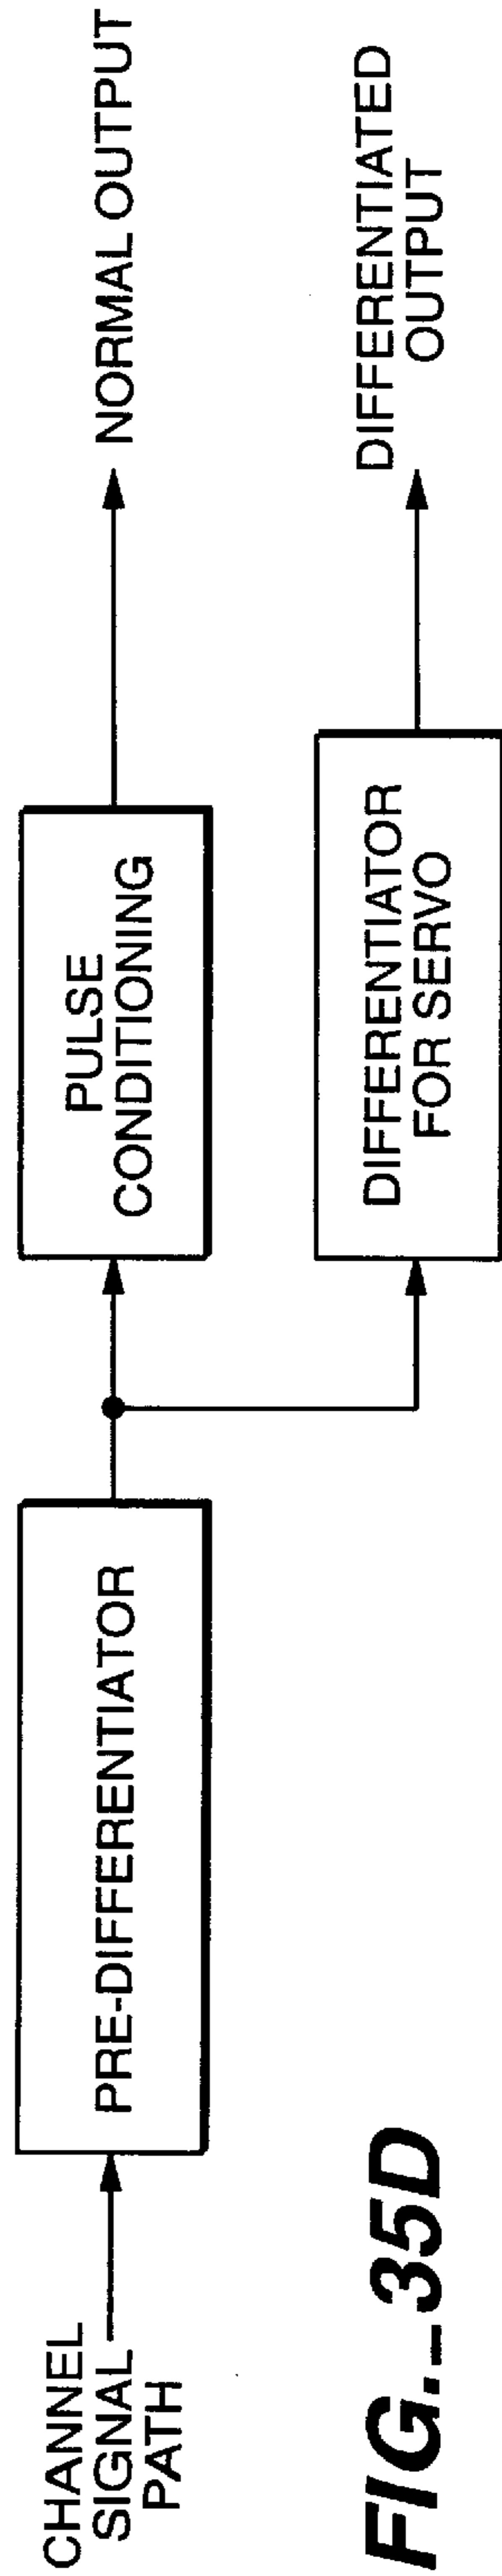 CHANNEL
SIGNAL
PATH
PRE-DIFFERENTIATOR
PULSE
CONDITIONING
NORMAL OUTPUT
DIFFERENTIATOR
FOR SERVO
DIFFERENTIATED
OUTPUT
FIG._35D